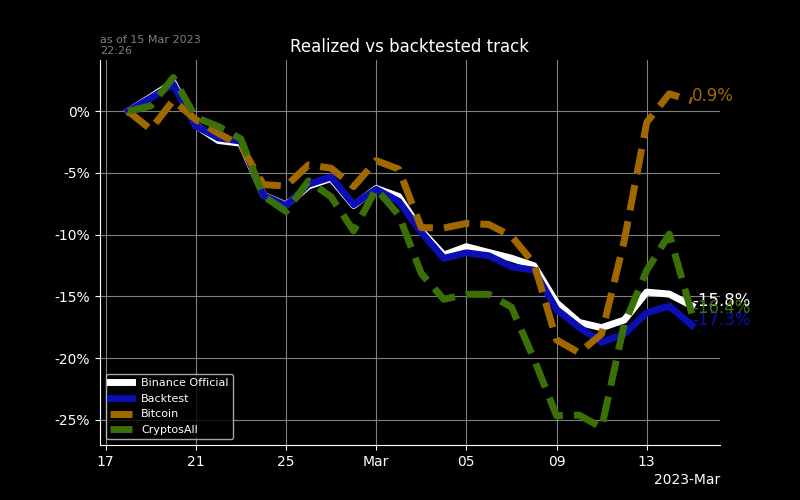 as of 15 Mar 2023
22:26
Realized vs backtested track
0%
-5%
-10%
-15%
-20%
-25%
0.9%
-15.8%
-17.3%
Binance Official
Backtest
Bitcoin
CryptosAll
17
21
25
Mar
05
09
13
2023-Mar